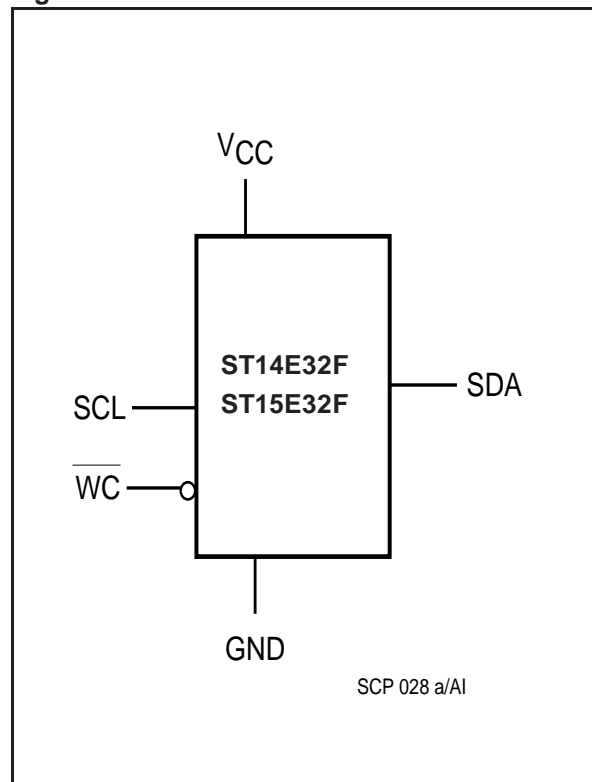 VCC
ST14E32F
ST15E32F
SCL
SDA
WC
GND
SCP 028 a/AI